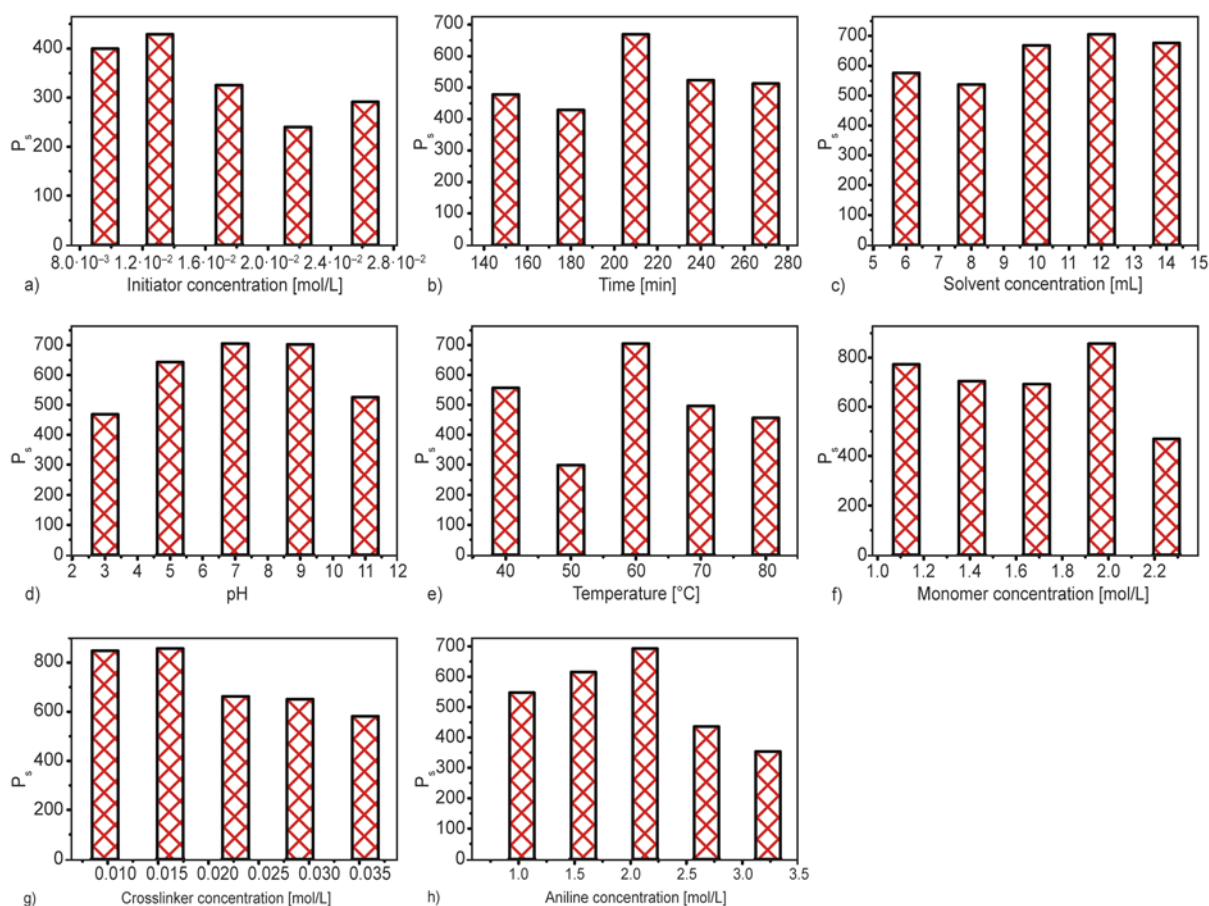 400
300
200
100
0
Ps
8.0·10⁻³ 1.2·10⁻² 1.6·10⁻² 2.0·10⁻² 2.4·10⁻² 2.8·10⁻²
a) Initiator concentration [mol/L]
700
600
500
400
300
200
100
0
Ps
140 160 180 200 220 240 260 280
b) Time [min]
700
600
500
400
300
200
100
0
Ps
5 6 7 8 9 10 11 12 13 14 15
c) Solvent concentration [mL]
700
600
500
400
300
200
100
0
Ps
2 3 4 5 6 7 8 9 10 11 12
d) pH
700
600
500
400
300
200
100
0
Ps
40 50 60 70 80
e) Temperature [°C]
800
600
400
200
0
Ps
1.0 1.2 1.4 1.6 1.8 2.0 2.2
f) Monomer concentration [mol/L]
800
600
400
200
0
Ps
0.010 0.015 0.020 0.025 0.030 0.035
g) Crosslinker concentration [mol/L]
700
600
500
400
300
200
100
0
Ps
1.0 1.5 2.0 2.5 3.0 3.5
h) Aniline concentration [mol/L]